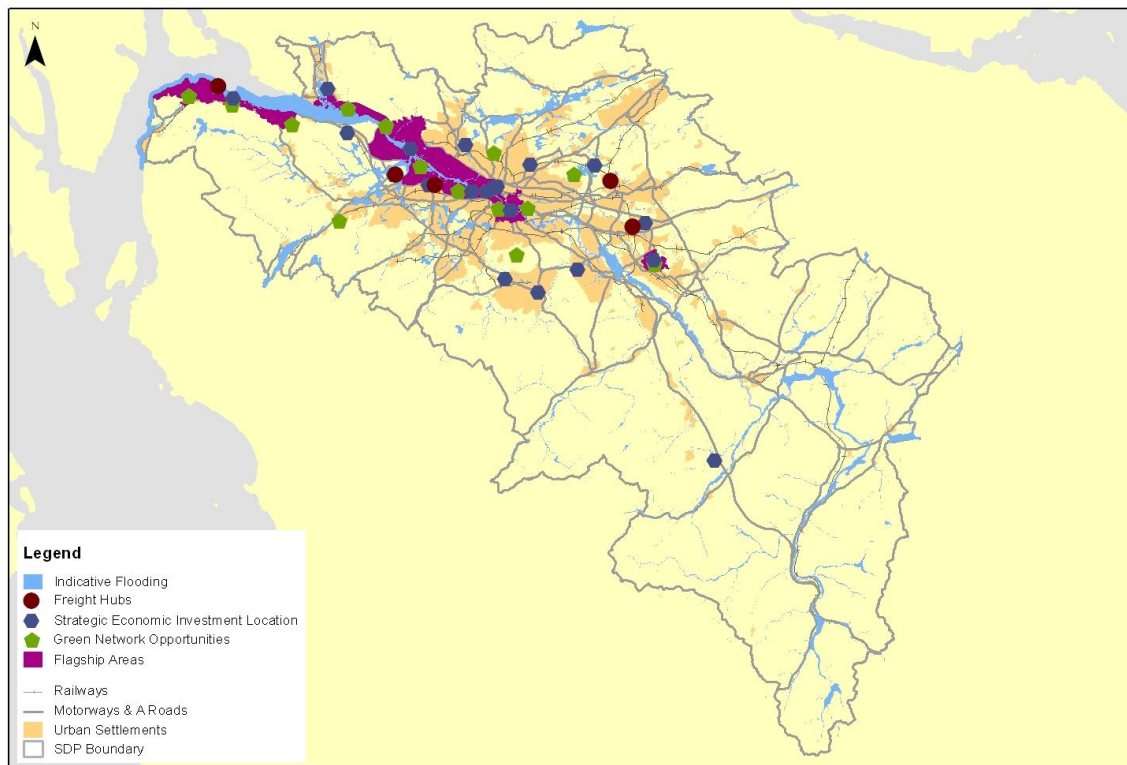 N
Legend
Indicative Flooding
Freight Hubs
Strategic Economic Investment Location
Green Network Opportunities
Flagship Areas
Railways
Motorways & A Roads
Urban Settlements
SDP Boundary